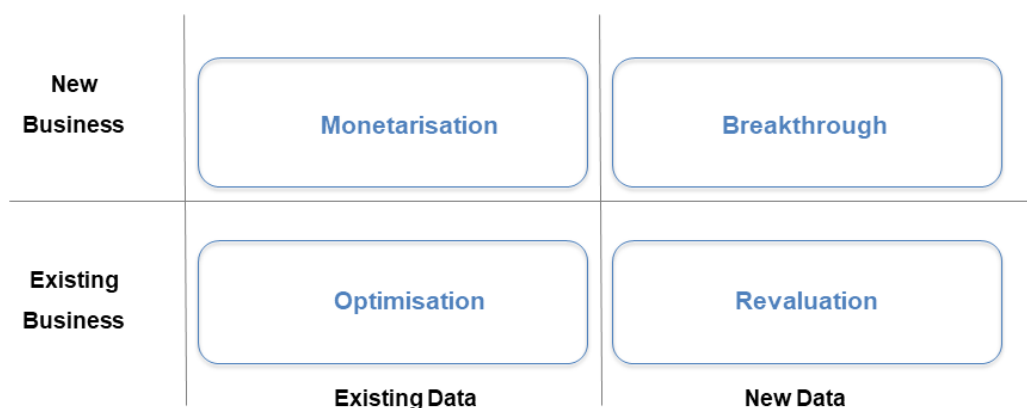 New
Business
Monetarisation
Breakthrough
Existing
Business
Optimisation
Revaluation
Existing Data
New Data